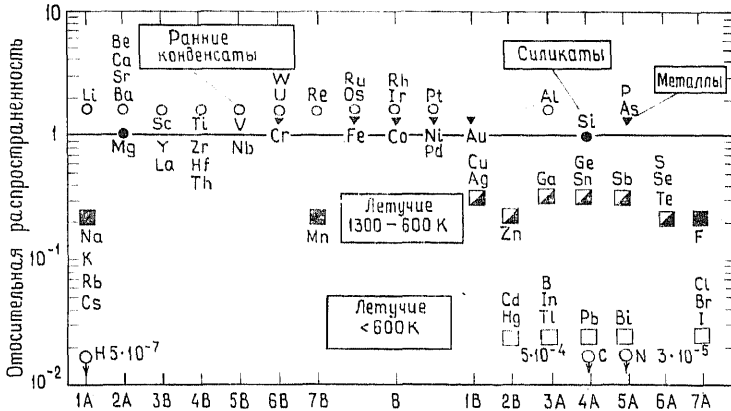 Относительная распространенность
10
1
10⁻¹
10⁻²
Ранние конденсаты
Силикаты
Металлы
Летучие
1300–600 К
Летучие
<600 К
Li
Be
Ca
Sr
Ba
Mg
Sc
Y
La
Ti
Zr
Hf
Th
V
Nb
W
U
Cr
Re
Ru
Os
Fe
Rh
Ir
Co
Pt
Ni
Pd
Au
Al
Si
P
As
Cu
Ag
Zn
Ga
Ge
Sn
Sb
S
Se
Te
F
Na
K
Rb
Cs
Mn
Cd
Hg
B
In
Tl
Pb
Bi
Cl
Br
I
H 5·10⁻⁷
5·10⁻⁴
C
N
3·10⁻⁵
1A 2A 3B 4B 5B 6B 7B B 1B 2B 3A 4A 5A 6A 7A